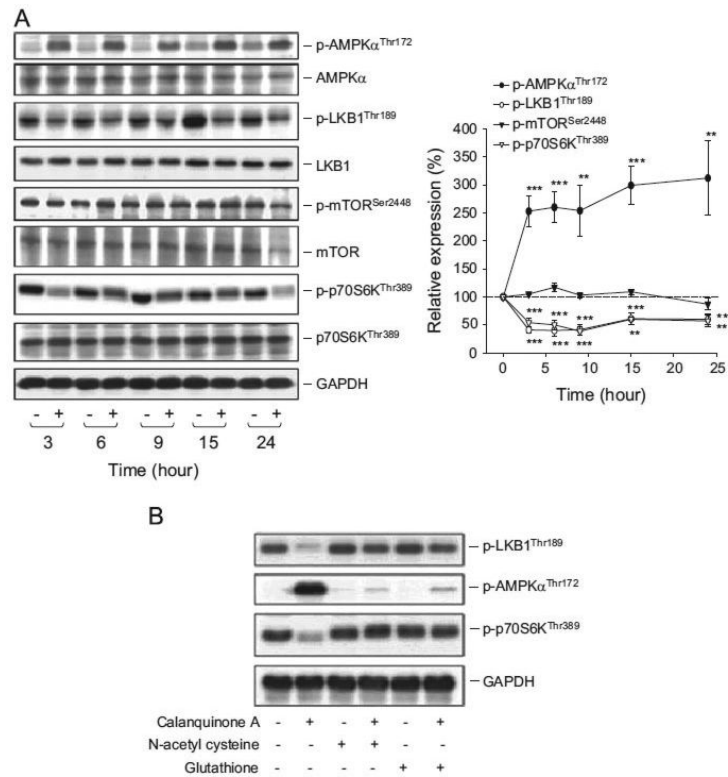 A
p-AMPKαThr172
AMPKα
p-LKB1Thr189
LKB1
p-mTORSer2448
mTOR
p-p70S6KThr389
p70S6KThr389
GAPDH
- + - + - + - + - +
3 6 9 15 24
Time (hour)
p-AMPKαThr172
p-LKB1Thr189
p-mTORSer2448
p-p70S6KThr389
Relative expression (%)
400
350
300
250
200
150
100
50
0
*** *** ** *** **
*** *** *** *** **
*** *** *** ** **
0 5 10 15 20 25
Time (hour)
B
p-LKB1Thr189
p-AMPKαThr172
p-p70S6KThr389
GAPDH
Calanquinone A - + - + - +
N-acetyl cysteine - - + + - -
Glutathione - - - - + +